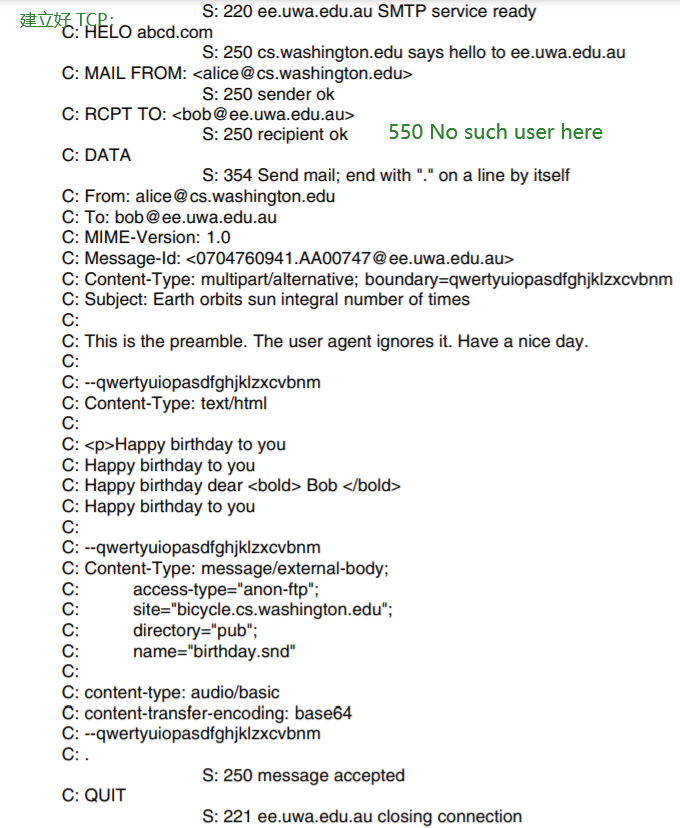 S: 220 ee.uwa.edu.au SMTP service ready
建立好 TCP:
C: HELO abcd.com
S: 250 cs.washington.edu says hello to ee.uwa.edu.au
C: MAIL FROM: <alice@cs.washington.edu>
S: 250 sender ok
C: RCPT TO: <bob@ee.uwa.edu.au>
S: 250 recipient ok 550 No such user here
C: DATA
S: 354 Send mail; end with "." on a line by itself
C: From: alice@cs.washington.edu
C: To: bob@ee.uwa.edu.au
C: MIME-Version: 1.0
C: Message-Id: <0704760941.AA00747@ee.uwa.edu.au>
C: Content-Type: multipart/alternative; boundary=qwertyuiopasdfghjklzxcvbnm
C: Subject: Earth orbits sun integral number of times
C:
C: This is the preamble. The user agent ignores it. Have a nice day.
C:
C: --qwertyuiopasdfghjklzxcvbnm
C: Content-Type: text/html
C:
C: <p>Happy birthday to you
C: Happy birthday to you
C: Happy birthday dear <bold> Bob </bold>
C: Happy birthday to you
C:
C: --qwertyuiopasdfghjklzxcvbnm
C: Content-Type: message/external-body;
C: access-type="anon-ftp";
C: site="bicycle.cs.washington.edu";
C: directory="pub";
C: name="birthday.snd"
C:
C: content-type: audio/basic
C: content-transfer-encoding: base64
C: --qwertyuiopasdfghjklzxcvbnm
C: .
S: 250 message accepted
C: QUIT
S: 221 ee.uwa.edu.au closing connection